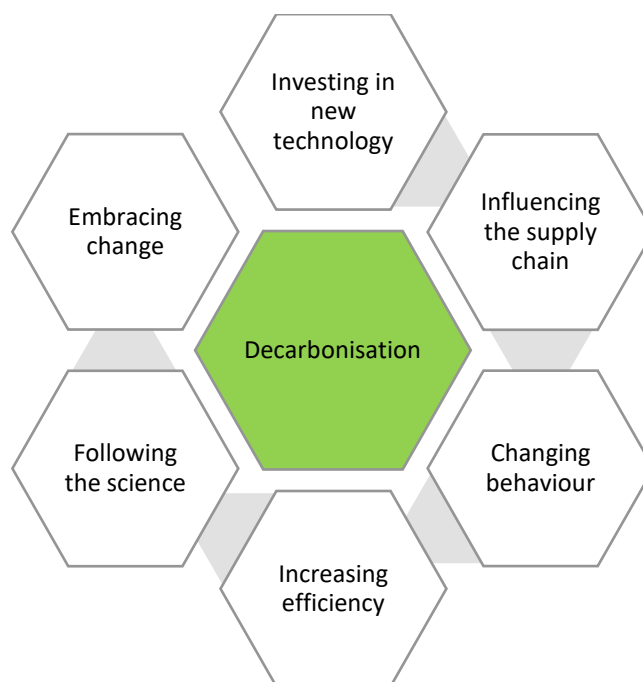 Investing in
new
technology
Influencing
the supply
chain
Changing
behaviour
Increasing
efficiency
Following
the science
Embracing
change
Decarbonisation